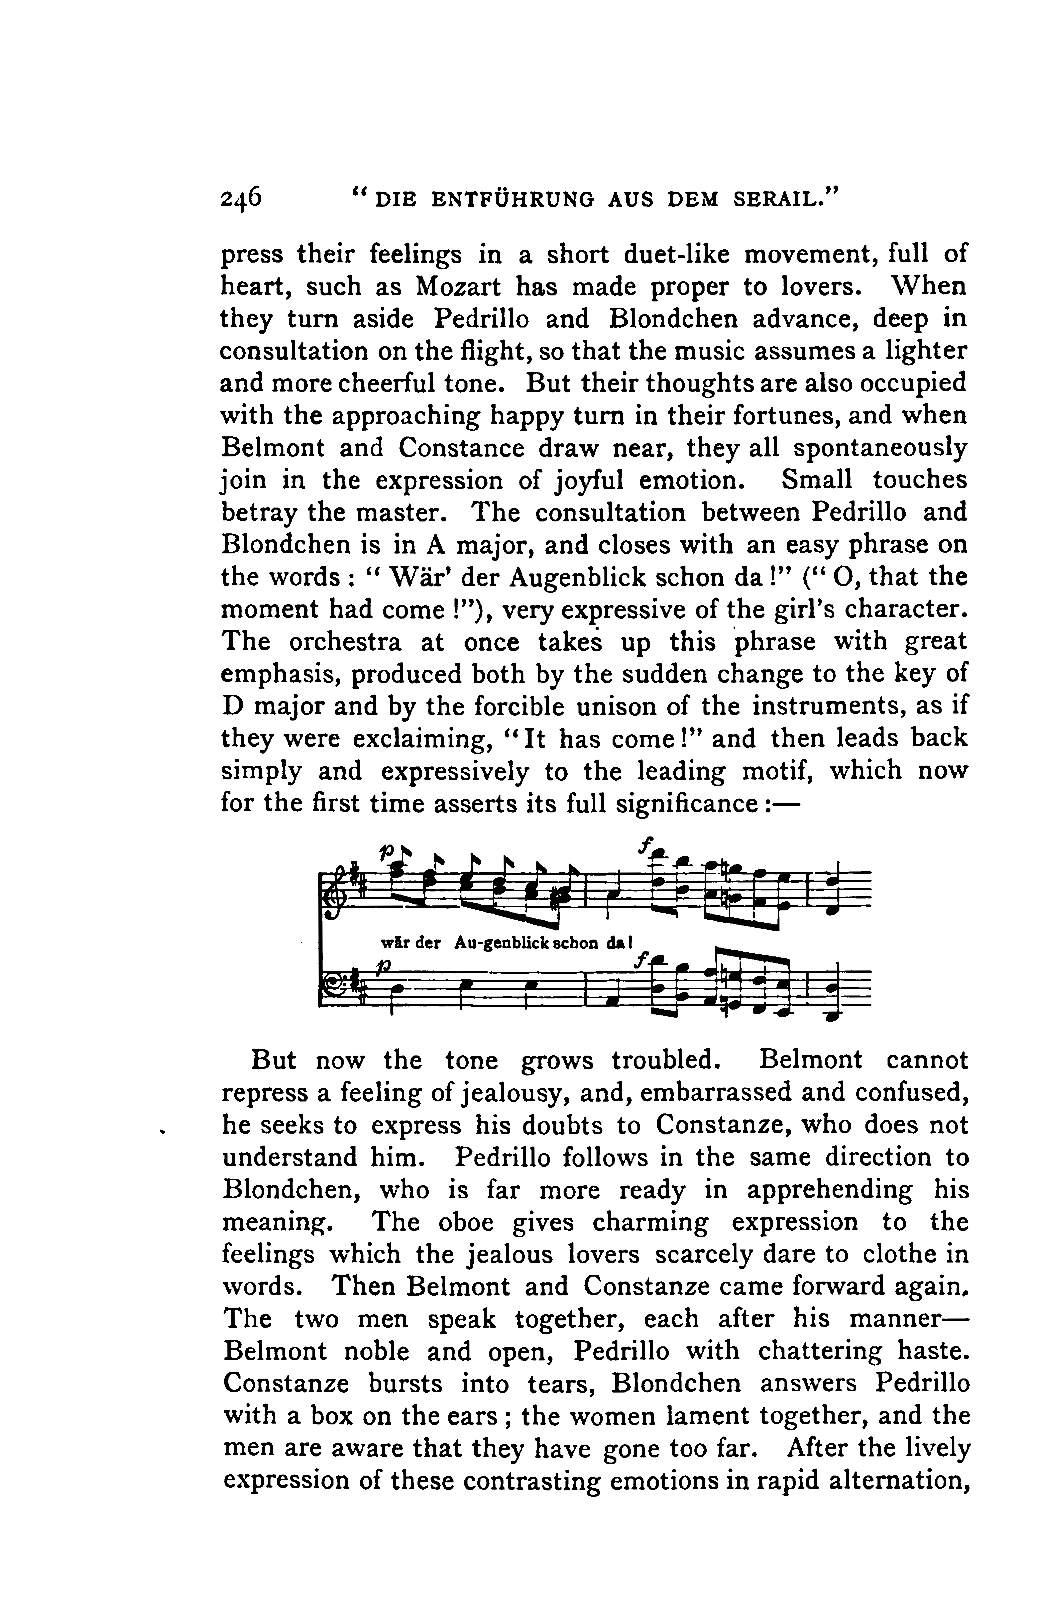 246 “ DIE ENTFÜHRUNG AUS DEM SERAIL.”
press their feelings in a short duet-like movement, full of
heart, such as Mozart has made proper to lovers. When
they turn aside Pedrillo and Blondchen advance, deep in
consultation on the flight, so that the music assumes a lighter
and more cheerful tone. But their thoughts are also occupied
with the approaching happy turn in their fortunes, and when
Belmont and Constance draw near, they all spontaneously
join in the expression of joyful emotion. Small touches
betray the master. The consultation between Pedrillo and
Blondchen is in A major, and closes with an easy phrase on
the words : “ Wär’ der Augenblick schon da !” (“ O, that the
moment had come !”), very expressive of the girl’s character.
The orchestra at once takes up this phrase with great
emphasis, produced both by the sudden change to the key of
D major and by the forcible unison of the instruments, as if
they were exclaiming, “It has come!” and then leads back
simply and expressively to the leading motif, which now
for the first time asserts its full significance :—
p f
wär der Au-genblick schon da!
p f
But now the tone grows troubled. Belmont cannot
repress a feeling of jealousy, and, embarrassed and confused,
he seeks to express his doubts to Constanze, who does not
understand him. Pedrillo follows in the same direction to
Blondchen, who is far more ready in apprehending his
meaning. The oboe gives charming expression to the
feelings which the jealous lovers scarcely dare to clothe in
words. Then Belmont and Constanze came forward again.
The two men speak together, each after his manner—
Belmont noble and open, Pedrillo with chattering haste.
Constanze bursts into tears, Blondchen answers Pedrillo
with a box on the ears ; the women lament together, and the
men are aware that they have gone too far. After the lively
expression of these contrasting emotions in rapid alternation,